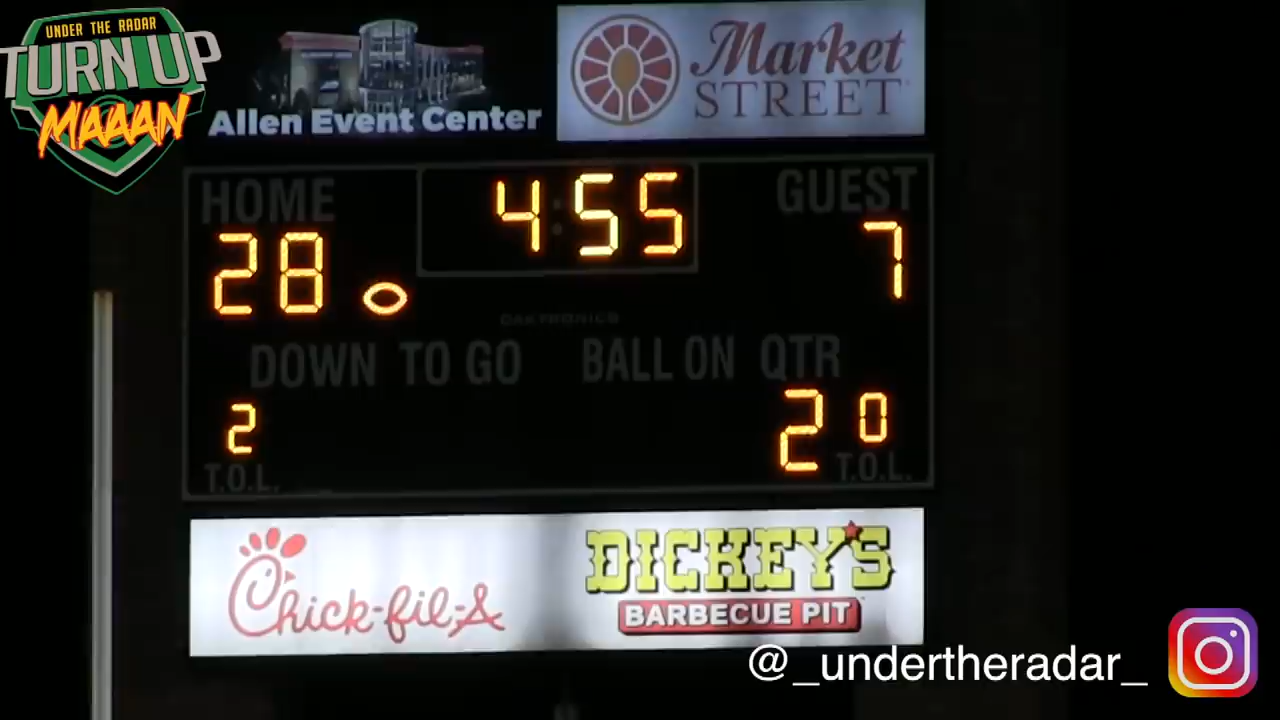 UNDER THE RADAR
TURN UP
MAAAN
Allen Event Center
Market
STREET
HOME
4:55
GUEST
28
7
DAKTRONICS
DOWN TO GO BALL ON QTR
2
2 0
T.O.L.
T.O.L.
Chick-fil-A
DICKEY'S
BARBECUE PIT
@_undertheradar_